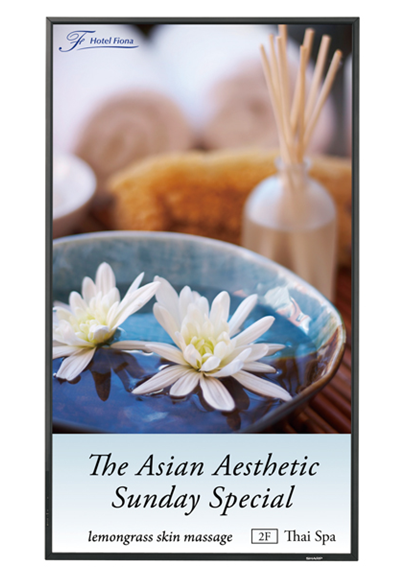 F Hotel Fiona
The Asian Aesthetic
Sunday Special
lemongrass skin massage 2F Thai Spa
SHARP